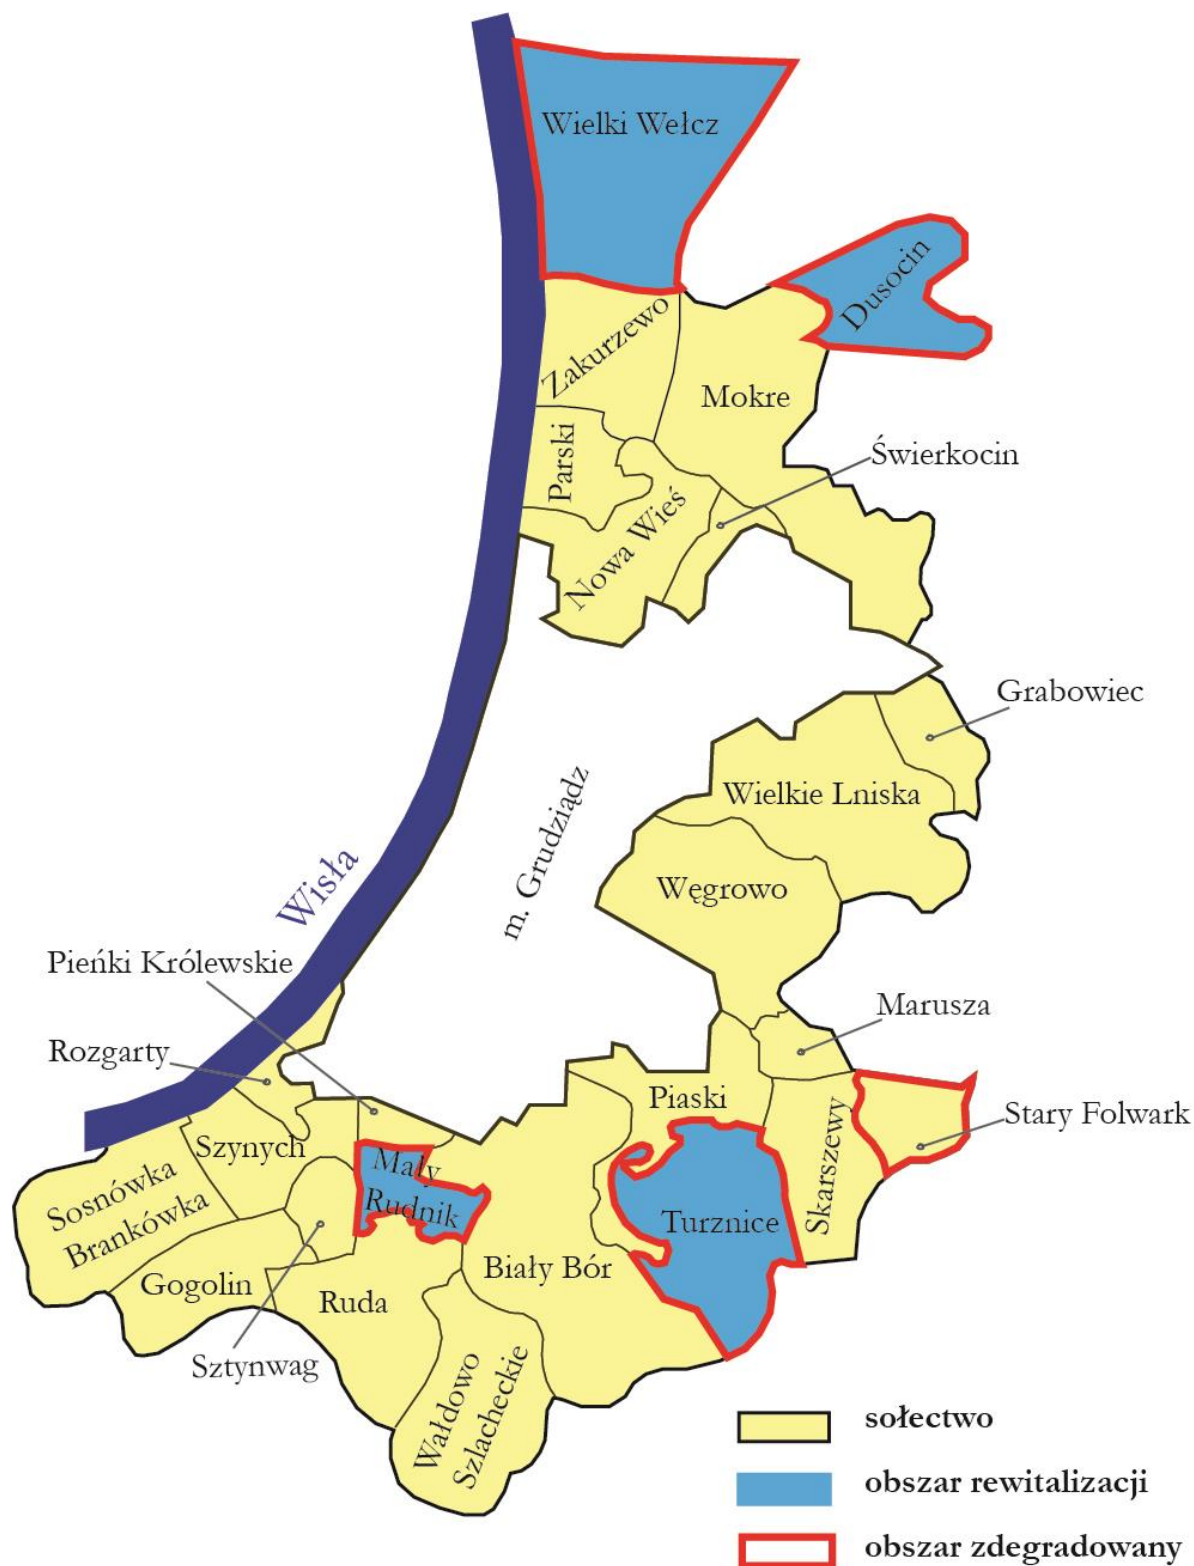 Wielki Wełcz
Dusocin
Zakurzewo
Mokre
Świerkocin
Parski
Nowa Wieś
Grabowiec
Wielkie Lniska
m. Grudziądz
Węgrowo
Wisła
Pieńki Królewskie
Marusza
Rozgarty
Piaski
Stary Folwark
Szynych
Mały
Rudnik
Skarszewy
Sosnówka
Brankówka
Turznice
Biały Bór
Gogolin
Ruda
Sztynwag
Wałdowo
Szlacheckie
sołectwo
obszar rewitalizacji
obszar zdegradowany